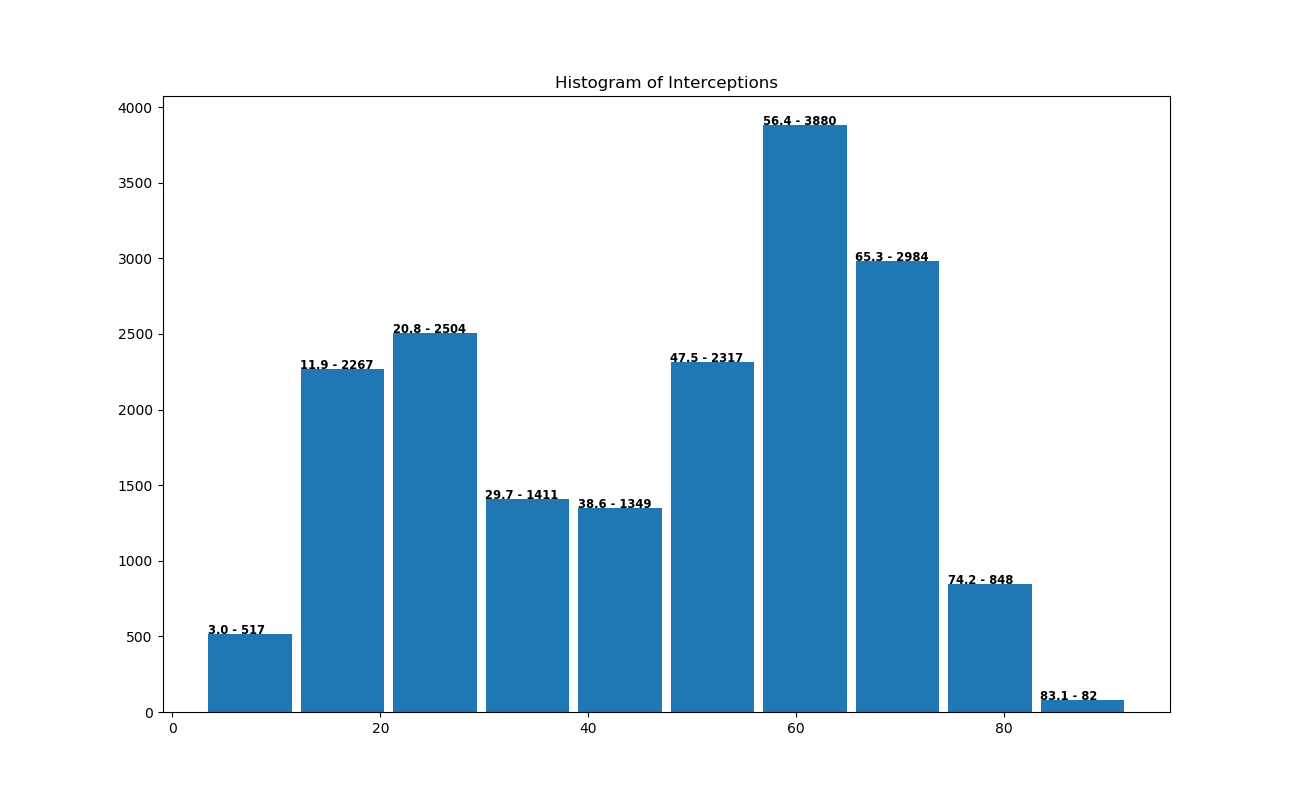 Histogram of Interceptions
4000
3500
3000
2500
2000
1500
1000
500
0
3.0 - 517
11.9 - 2267
20.8 - 2504
29.7 - 1411
38.6 - 1349
47.5 - 2317
56.4 - 3880
65.3 - 2984
74.2 - 848
83.1 - 82
0 20 40 60 80